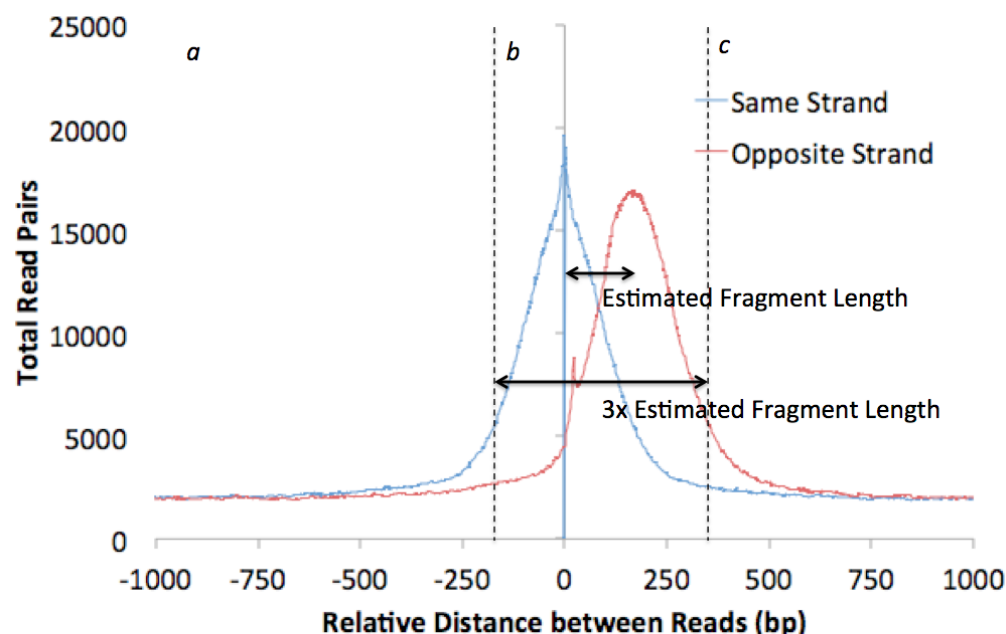 25000
20000
15000
10000
5000
0
Total Read Pairs
a
b
c
Same Strand
Opposite Strand
Estimated Fragment Length
3x Estimated Fragment Length
-1000 -750 -500 -250 0 250 500 750 1000
Relative Distance between Reads (bp)